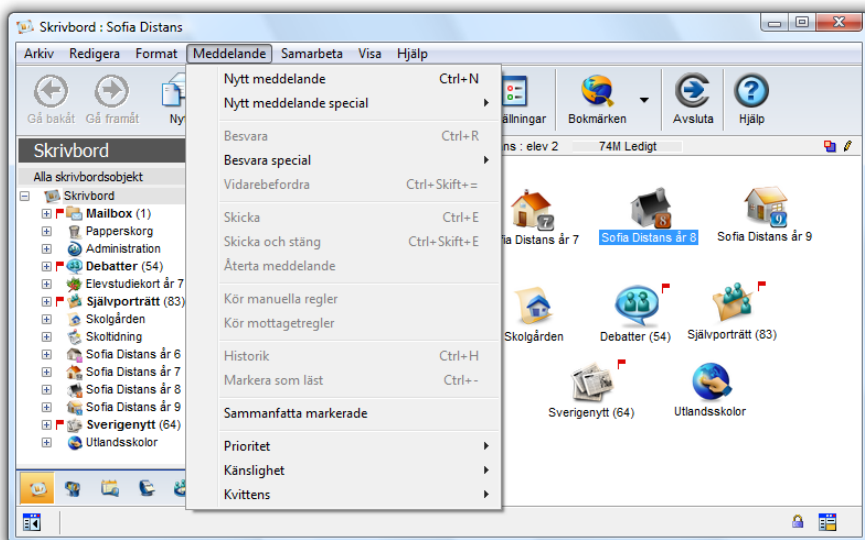 Skrivbord : Sofia Distans
Arkiv Redigera Format Meddelande Samarbeta Visa Hjälp
Gå bakåt Gå framåt Bokmärken Avsluta Hjälp
Nytt meddelande Ctrl+N
Nytt meddelande special
Besvara Ctrl+R
Besvara special
Vidarebefordra Ctrl+Skift+=
Skicka Ctrl+E
Skicka och stäng Ctrl+Skift+E
Återta meddelande
Kör manuella regler
Kör mottagetregler
Historik Ctrl+H
Markera som läst Ctrl+-
Sammanfatta markerade
Prioritet
Känslighet
Kvittens
Skrivbord
: elev 2 74M Ledigt
Alla skrivbordsobjekt
Skrivbord
Mailbox (1)
Papperskorg
Administration
Debatter (54)
Elevstudiekort år 7
Självporträtt (83)
Skolgården
Skoltidning
Sofia Distans år 6
Sofia Distans år 7
Sofia Distans år 8
Sofia Distans år 9
Sverigenytt (64)
Utlandsskolor
7 8 9
Distans år 7 Sofia Distans år 8 Sofia Distans år 9
Skolgården Debatter (54) Självporträtt (83)
Sverigenytt (64) Utlandsskolor